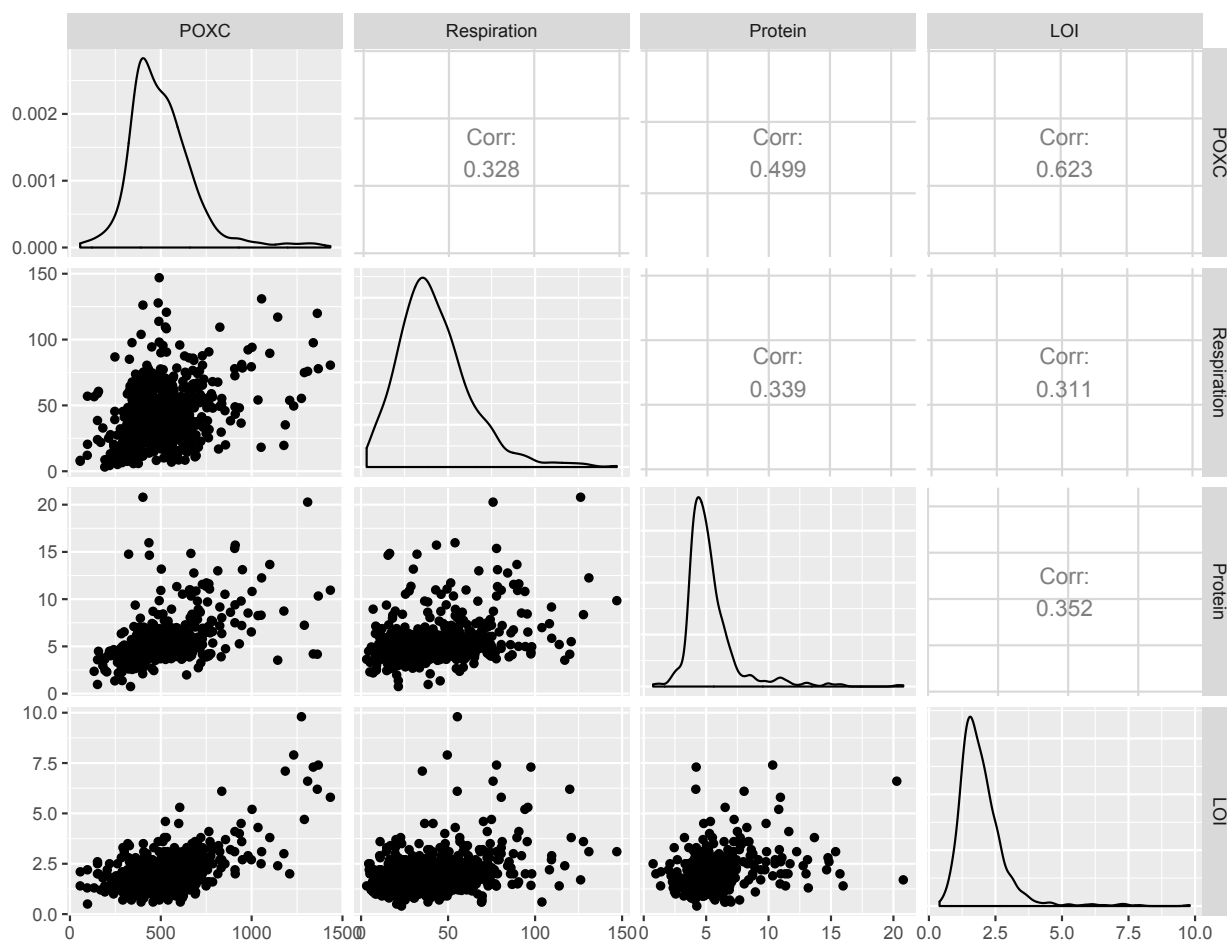 POXC Respiration Protein LOI
0.002
0.001
0.000
Corr:
0.328
Corr:
0.499
Corr:
0.623
POXC
150
100
50
0
Corr:
0.339
Corr:
0.311
Respiration
20
15
10
5
0
Corr:
0.352
Protein
10.0
7.5
5.0
2.5
0.0
LOI
0 500 1000 1500
0 50 100 150
0 5 10 15 20
0.0 2.5 5.0 7.5 10.0